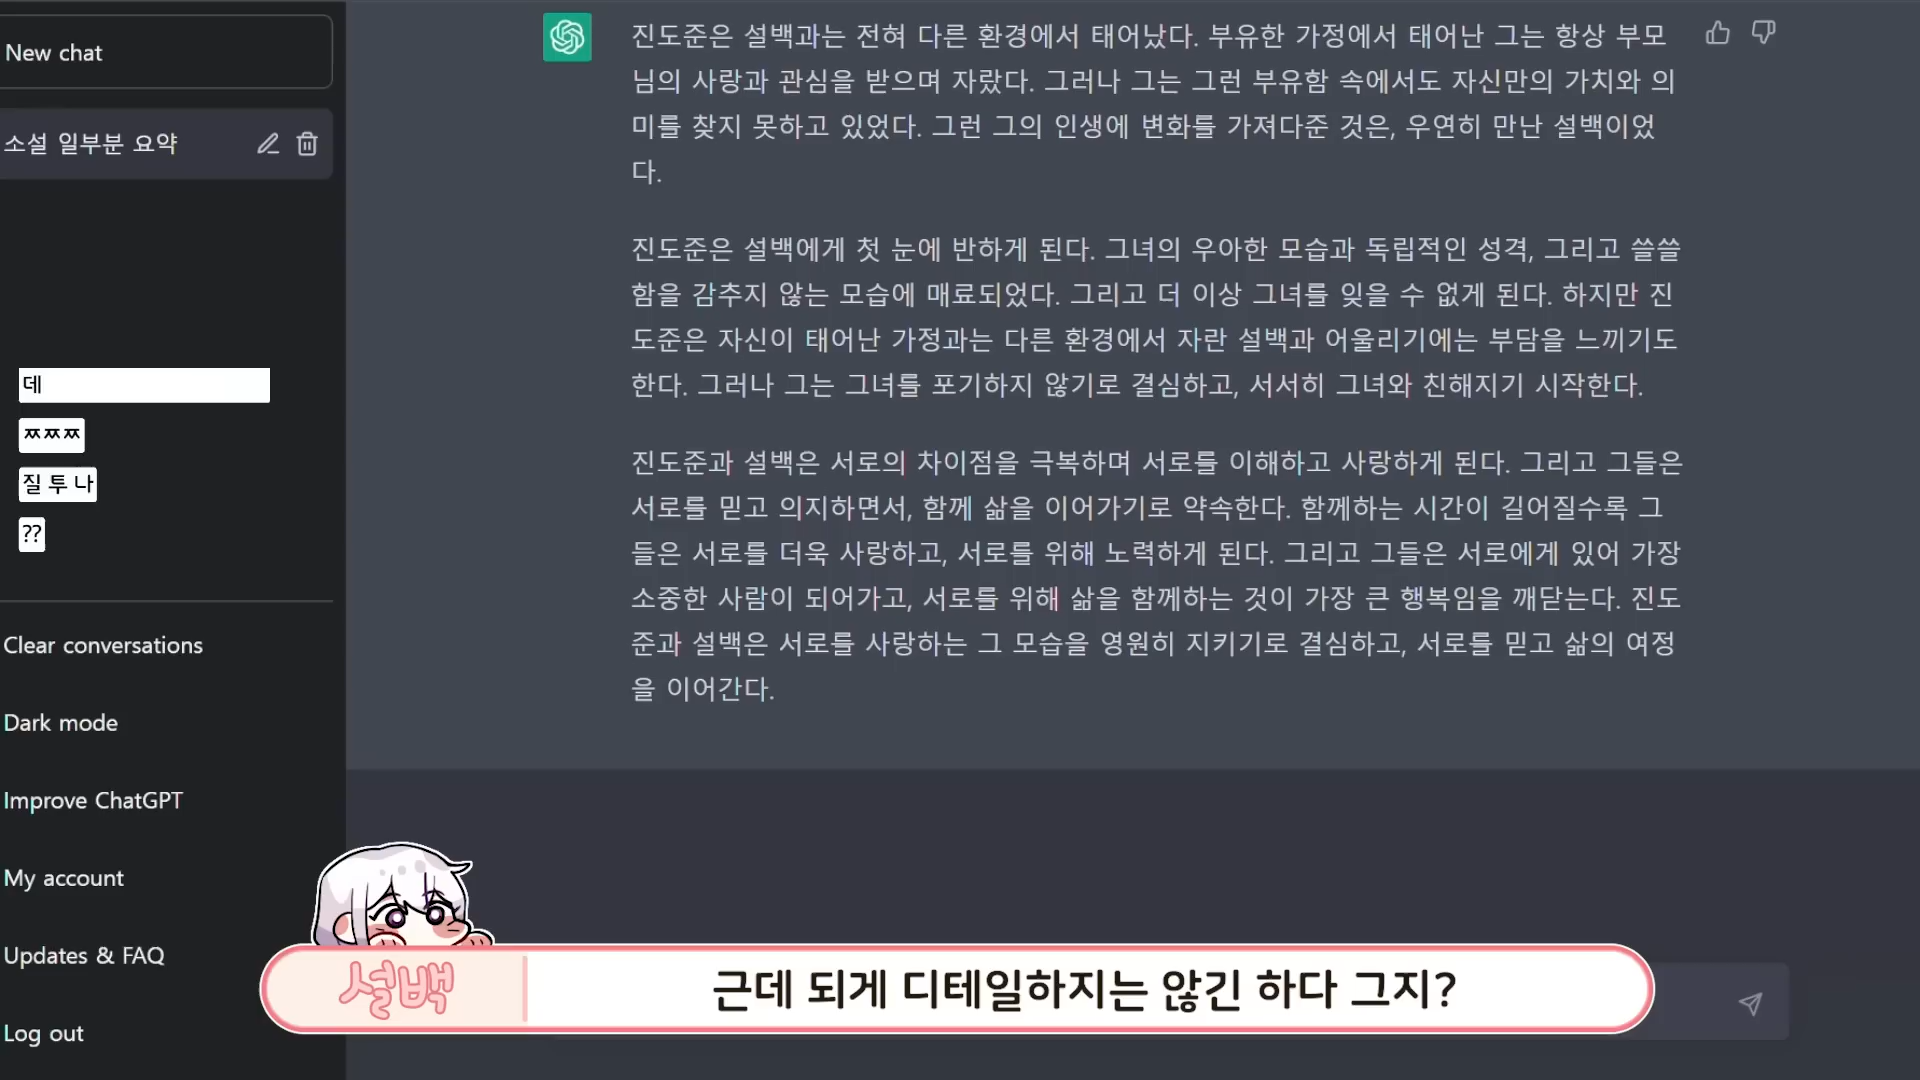 New chat
소설 일부분 요약
데
ㅉㅉㅉ
질 투 나
??
Clear conversations
Dark mode
Improve ChatGPT
My account
Updates & FAQ
Log out
진도준은 설백과는 전혀 다른 환경에서 태어났다. 부유한 가정에서 태어난 그는 항상 부모
님의 사랑과 관심을 받으며 자랐다. 그러나 그는 그런 부유함 속에서도 자신만의 가치와 의
미를 찾지 못하고 있었다. 그런 그의 인생에 변화를 가져다준 것은, 우연히 만난 설백이었
다.
진도준은 설백에게 첫 눈에 반하게 된다. 그녀의 우아한 모습과 독립적인 성격, 그리고 쓸쓸
함을 감추지 않는 모습에 매료되었다. 그리고 더 이상 그녀를 잊을 수 없게 된다. 하지만 진
도준은 자신이 태어난 가정과는 다른 환경에서 자란 설백과 어울리기에는 부담을 느끼기도
한다. 그러나 그는 그녀를 포기하지 않기로 결심하고, 서서히 그녀와 친해지기 시작한다.
진도준과 설백은 서로의 차이점을 극복하며 서로를 이해하고 사랑하게 된다. 그리고 그들은
서로를 믿고 의지하면서, 함께 삶을 이어가기로 약속한다. 함께하는 시간이 길어질수록 그
들은 서로를 더욱 사랑하고, 서로를 위해 노력하게 된다. 그리고 그들은 서로에게 있어 가장
소중한 사람이 되어가고, 서로를 위해 삶을 함께하는 것이 가장 큰 행복임을 깨닫는다. 진도
준과 설백은 서로를 사랑하는 그 모습을 영원히 지키기로 결심하고, 서로를 믿고 삶의 여정
을 이어간다.
설백
근데 되게 디테일하지는 않긴 하다 그지?